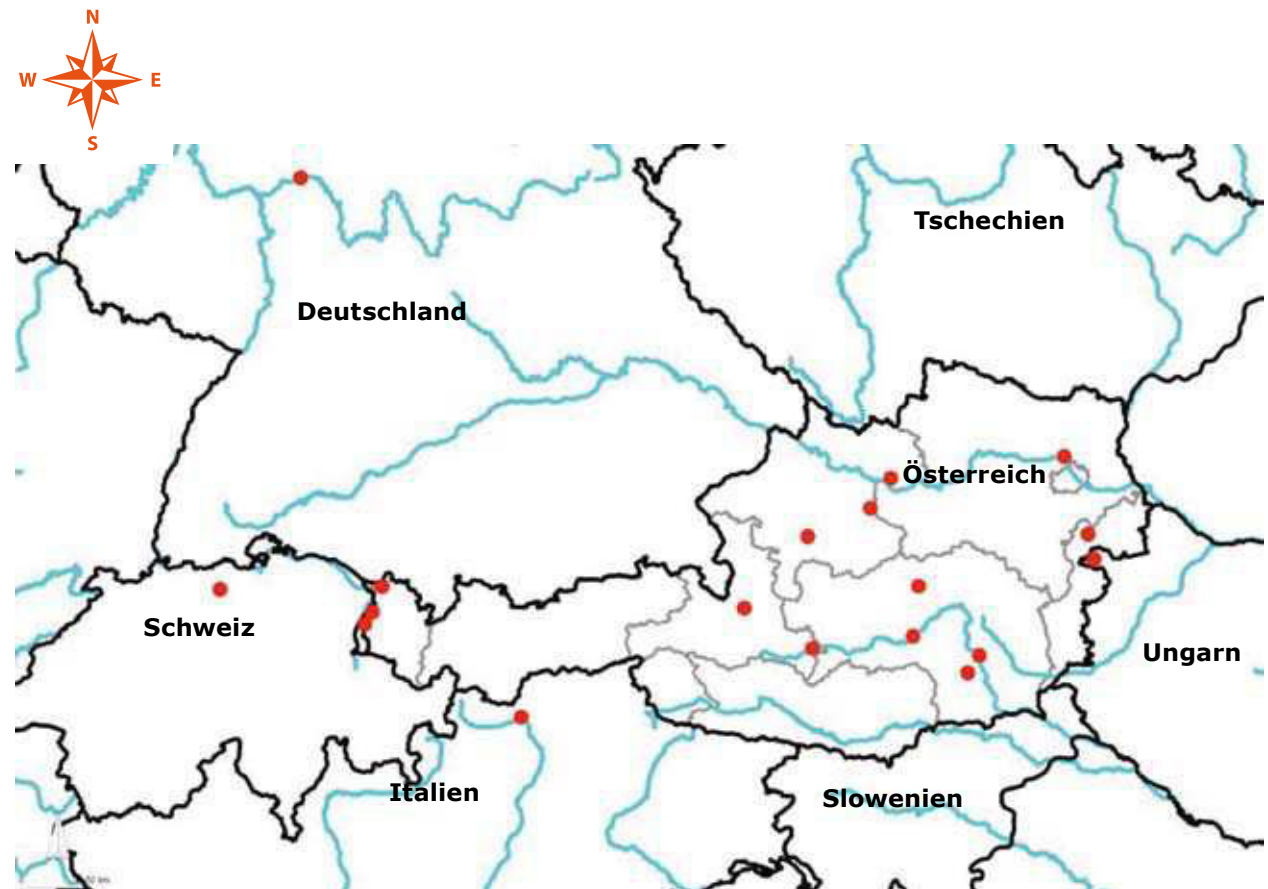 N
W E
S
Tschechien
Deutschland
Österreich
Schweiz
Ungarn
Italien
Slowenien